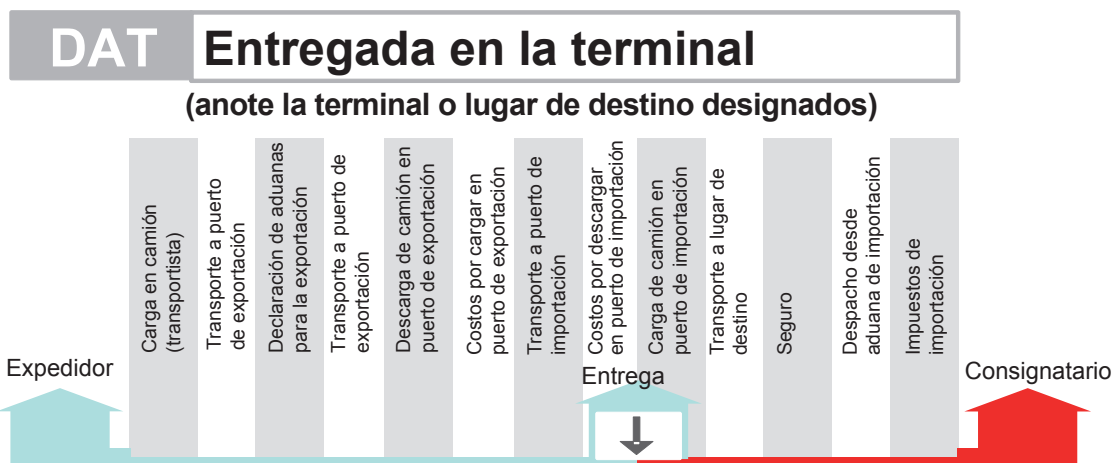 DAT
Entregada en la terminal
(anote la terminal o lugar de destino designados)
Carga en camión
(transportista)
Transporte a puerto
de exportación
Declaración de aduanas
para la exportación
Transporte a puerto de
exportación
Descarga de camión en
puerto de exportación
Costos por cargar en
puerto de exportación
Transporte a puerto de
importación
Costos por descargar
en puerto de importación
Carga de camión en
puerto de importación
Transporte a lugar de
destino
Seguro
Despacho desde
aduana de importación
Impuestos de
importación
Expedidor
Entrega
Consignatario